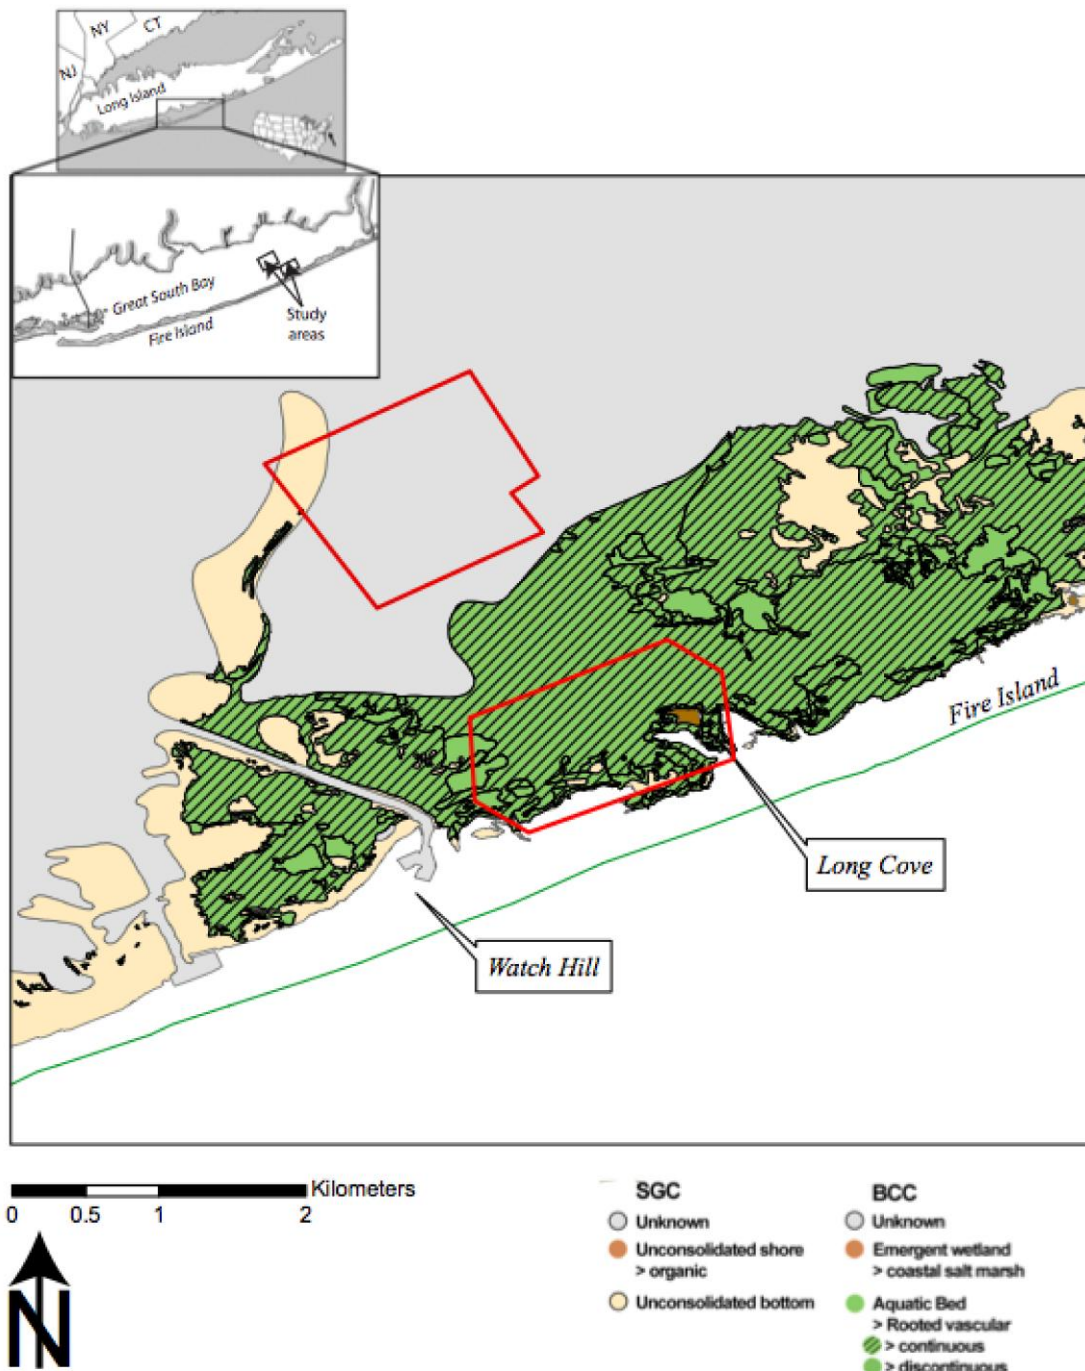 NY
CT
NJ
Long Island
Great South Bay
Fire Island
Study
areas
Fire Island
Long Cove
Watch Hill
Kilometers
0 0.5 1 2
N
SGC
Unknown
Unconsolidated shore
> organic
Unconsolidated bottom
BCC
Unknown
Emergent wetland
> coastal salt marsh
Aquatic Bed
> Rooted vascular
> continuous
> discontinuous